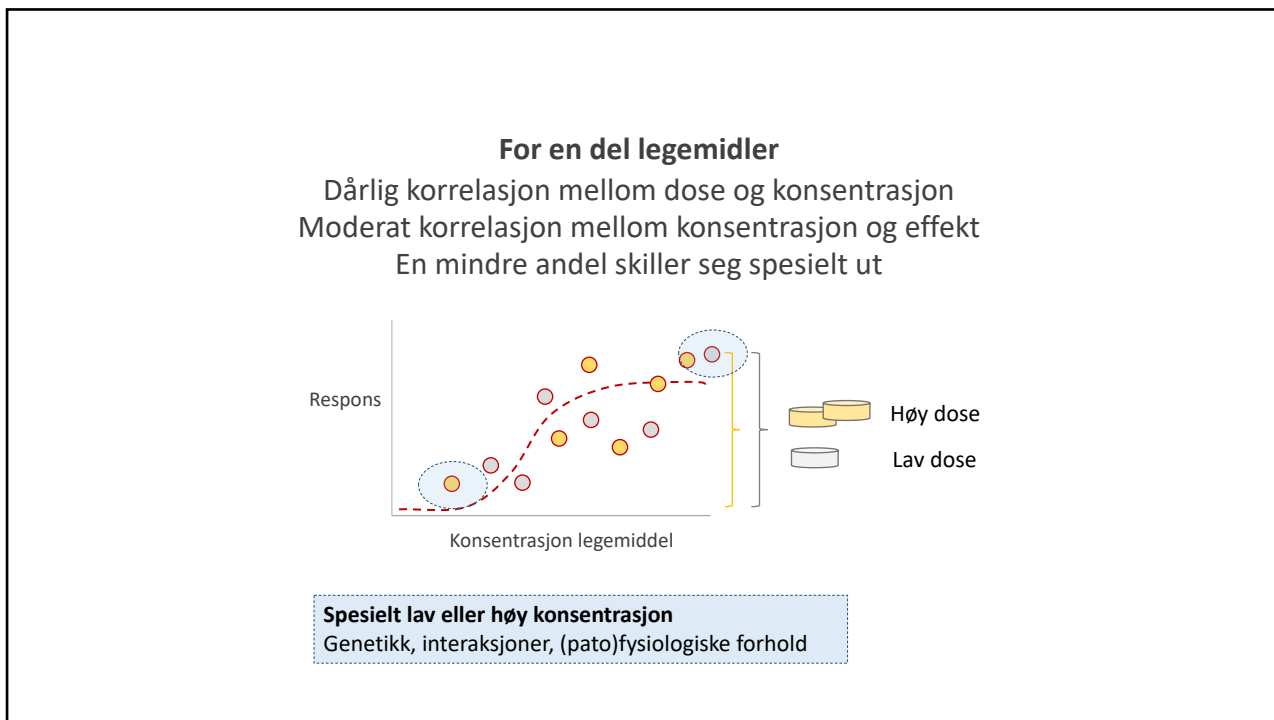 For en del legemidler
Dårlig korrelasjon mellom dose og konsentrasjon
Moderat korrelasjon mellom konsentrasjon og effekt
En mindre andel skiller seg spesielt ut
Respons
Høy dose
Lav dose
Konsentrasjon legemiddel
Spesielt lav eller høy konsentrasjon
Genetikk, interaksjoner, (pato)fysiologiske forhold